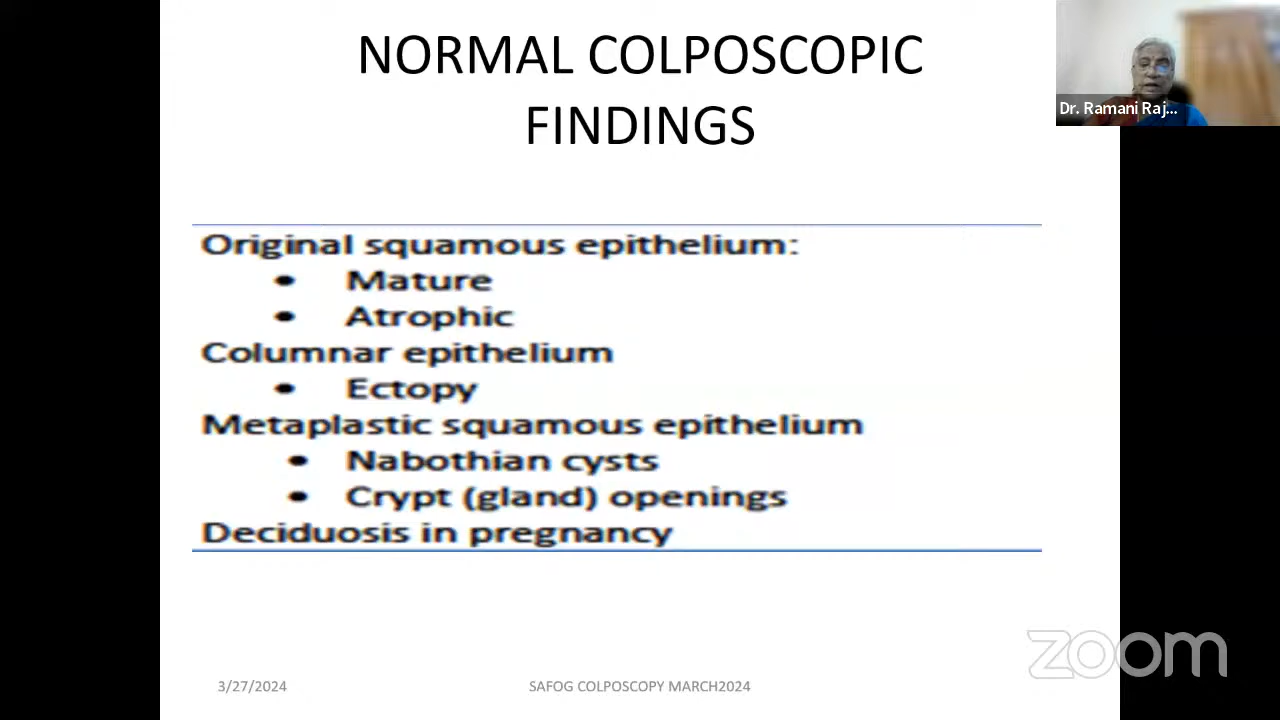 NORMAL COLPOSCOPIC
FINDINGS
Dr. Ramani Raj...
Original squamous epithelium:
• Mature
• Atrophic
Columnar epithelium
• Ectopy
Metaplastic squamous epithelium
• Nabothian cysts
• Crypt (gland) openings
Deciduosis in pregnancy
zoom
3/27/2024
SAFOG COLPOSCOPY MARCH2024